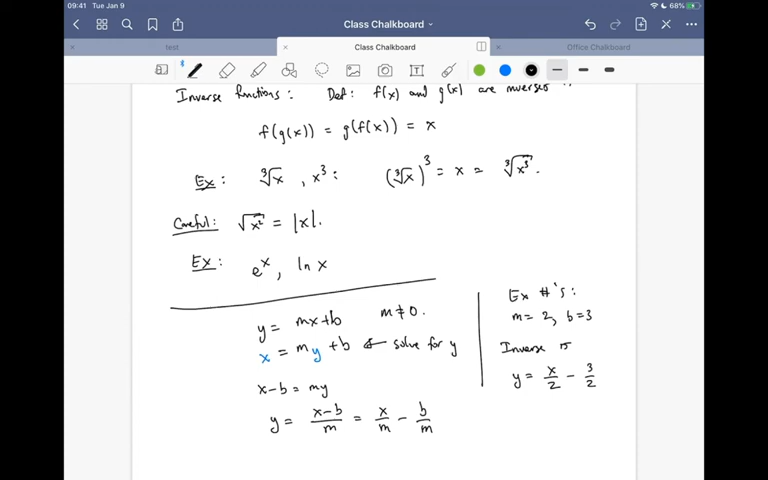 09:41 Tue Jan 9
68%
Class Chalkboard
test
Class Chalkboard
Office Chalkboard
Inverse functions: Def: f(x) and g(x) are inverses if
f(g(x)) = g(f(x)) = x
Ex: ∛x , x³: (∛x)³ = x = ∛x³.
Careful: √x² = |x|.
Ex: eˣ, ln x
y = mx+b m≠0.
x = my+b ← solve for y
x-b = my
y = (x-b)/m = x/m - b/m
Ex #'s:
m=2, b=3
Inverse is
y = x/2 - 3/2